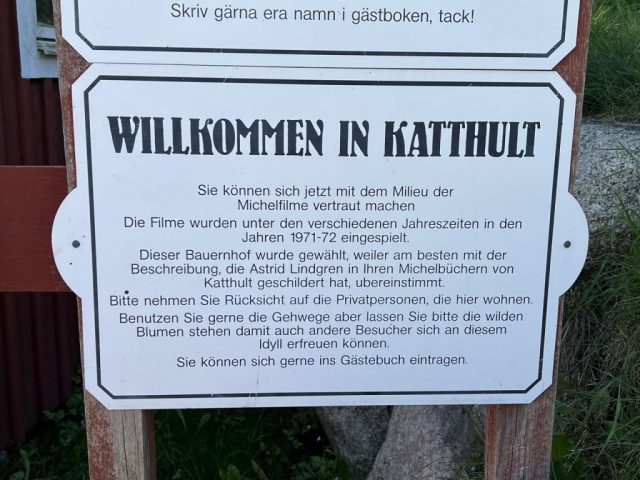 Skriv gärna era namn i gästboken, tack!
WILLKOMMEN IN KATTHULT
Sie können sich jetzt mit dem Milieu der
Michelfilme vertraut machen
Die Filme wurden unter den verschiedenen Jahreszeiten in den
Jahren 1971-72 eingespielt.
Dieser Bauernhof wurde gewählt, weiler am besten mit der
Beschreibung, die Astrid Lindgren in Ihren Michelbüchern von
Katthult geschildert hat, ubereinstimmt.
Bitte nehmen Sie Rücksicht auf die Privatpersonen, die hier wohnen.
Benutzen Sie gerne die Gehwege aber lassen Sie bitte die wilden
Blumen stehen damit auch andere Besucher sich an diesem
Idyll erfreuen können.
Sie können sich gerne ins Gästebuch eintragen.